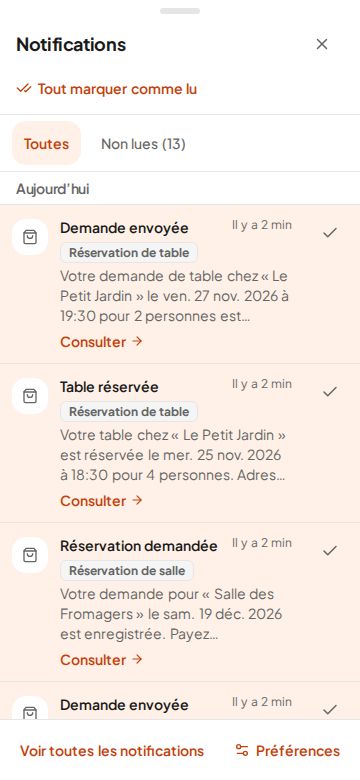 Notifications
Tout marquer comme lu
Toutes
Non lues (13)
Aujourd'hui
Demande envoyée
Il y a 2 min
Réservation de table
Votre demande de table chez « Le
Petit Jardin » le ven. 27 nov. 2026 à
19:30 pour 2 personnes est…
Consulter →
Table réservée
Il y a 2 min
Réservation de table
Votre table chez « Le Petit Jardin »
est réservée le mer. 25 nov. 2026
à 18:30 pour 4 personnes. Adres…
Consulter →
Réservation demandée
Il y a 2 min
Réservation de salle
Votre demande pour « Salle des
Fromagers » le sam. 19 déc. 2026
est enregistrée. Payez…
Consulter →
Demande envoyée
Il y a 2 min
Voir toutes les notifications
Préférences